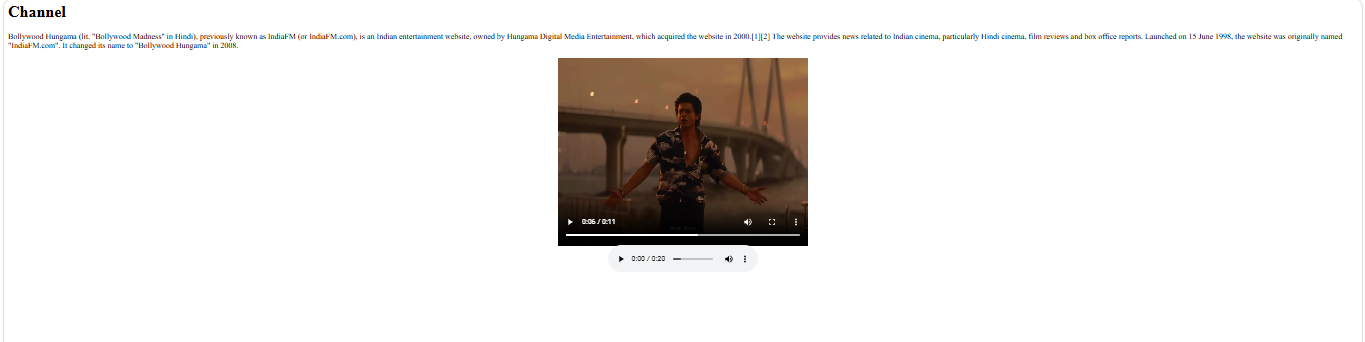 Channel
Bollywood Hungama (lit. "Bollywood Madness" in Hindi), previously known as IndiaFM (or IndiaFM.com), is an Indian entertainment website, owned by Hungama Digital Media Entertainment, which acquired the website in 2000.[1][2] The website provides news related to Indian cinema, particularly Hindi cinema, film reviews and box office reports. Launched on 15 June 1998, the website was originally named
"IndiaFM.com". It changed its name to "Bollywood Hungama" in 2008.
0:06 / 0:11
0:00 / 0:20